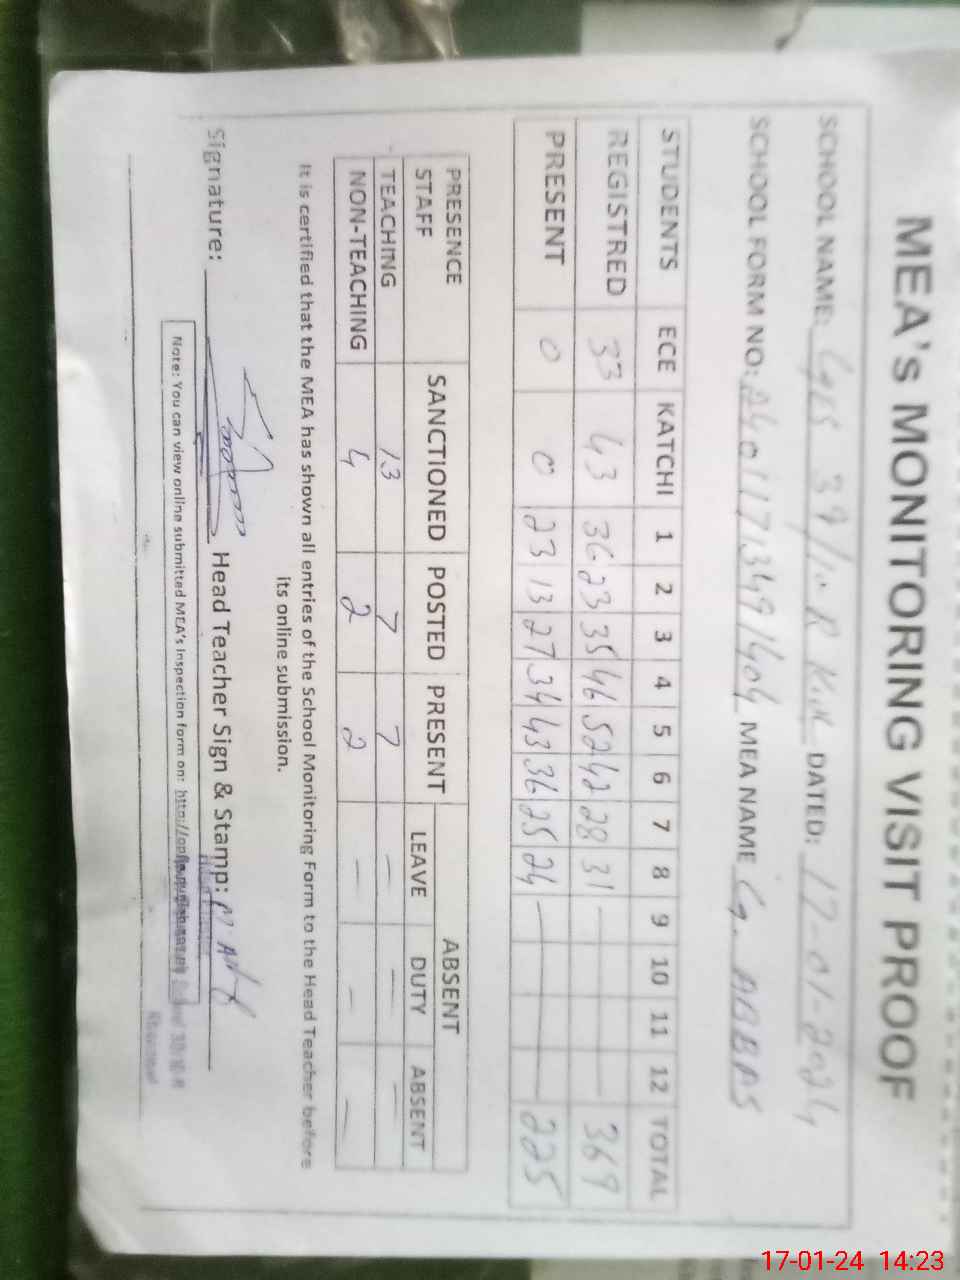 MEA's MONITORING VISIT PROOF
SCHOOL NAME: 39/10 R DATED: 17-01-2024
SCHOOL FORM NO: MEA NAME ABBAS
STUDENTS ECE KATCHI 1 2 3 4 5 6 7 8 9 10 11 12 TOTAL
REGISTRED 33 43 36 23 35 46 52 42 28 31 — 369
PRESENT 0 0 23 13 27 34 43 36 25 24 — 225
PRESENCE STAFF SANCTIONED POSTED PRESENT ABSENT
LEAVE DUTY ABSENT
TEACHING 13 7 7 — — —
NON-TEACHING 4 2 2 — — —
It is certified that the MEA has shown all entries of the School Monitoring Form to the Head Teacher before
its online submission.
Signature: Head Teacher Sign & Stamp:
Note: You can view online submitted MEA's Inspection form on:
17-01-24 14:23